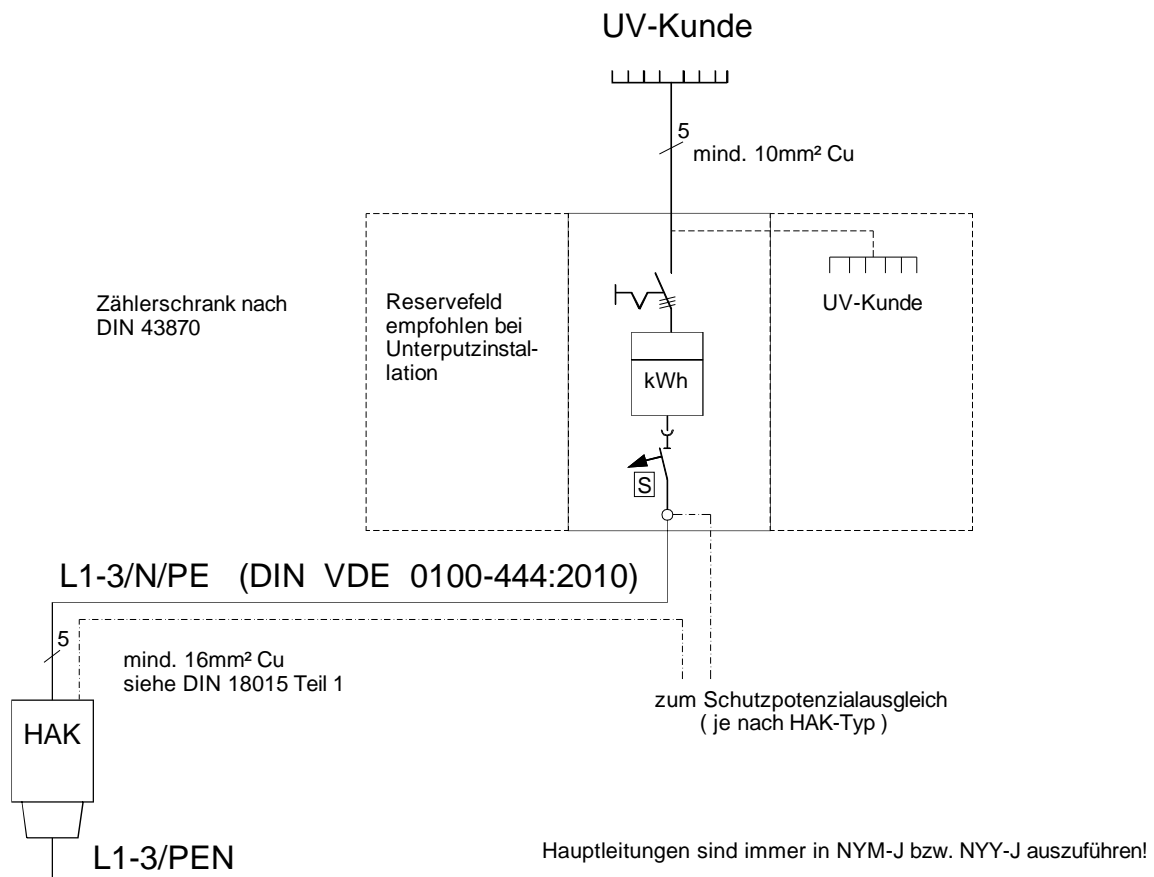 UV-Kunde
5
mind. 10mm² Cu
Zählerschrank nach
DIN 43870
Reservefeld
empfohlen bei
Unterputzinstal-
lation
UV-Kunde
kWh
S
L1-3/N/PE (DIN VDE 0100-444:2010)
5
mind. 16mm² Cu
siehe DIN 18015 Teil 1
zum Schutzpotenzialausgleich
( je nach HAK-Typ )
HAK
L1-3/PEN
Hauptleitungen sind immer in NYM-J bzw. NYY-J auszuführen!